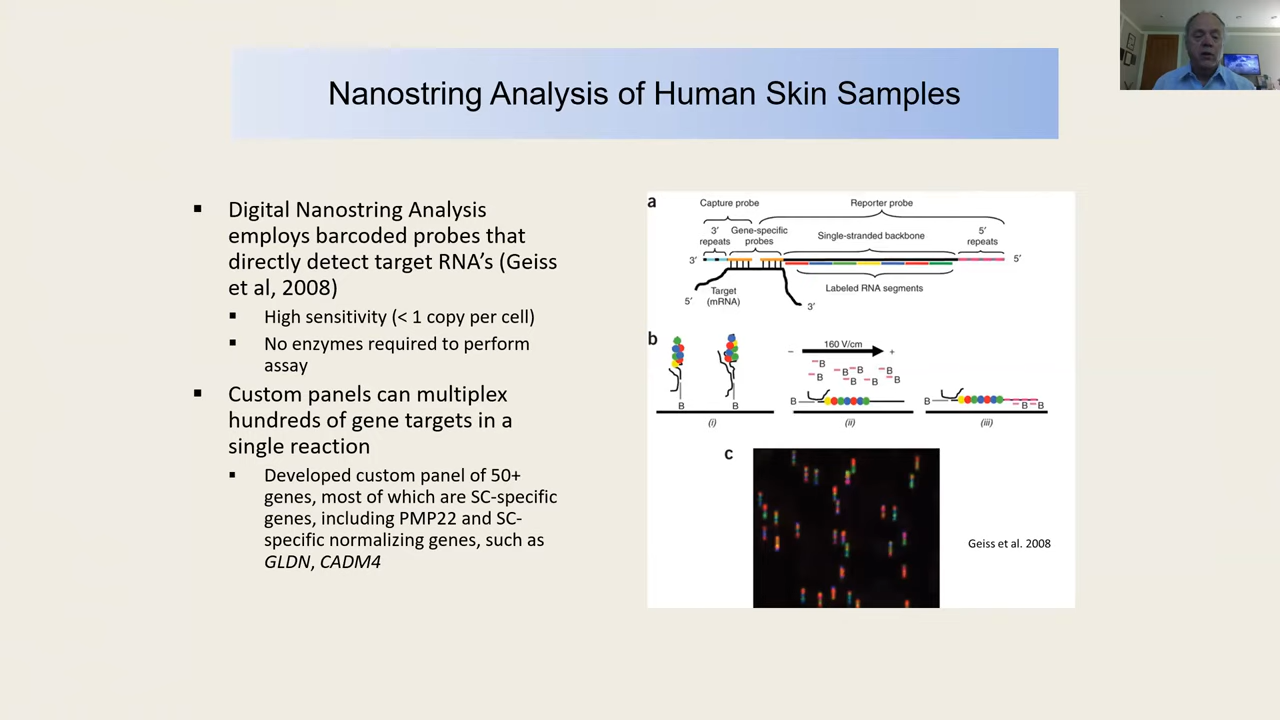 Nanostring Analysis of Human Skin Samples
▪ Digital Nanostring Analysis
employs barcoded probes that
directly detect target RNA’s (Geiss
et al, 2008)
▪ High sensitivity (< 1 copy per cell)
▪ No enzymes required to perform
assay
▪ Custom panels can multiplex
hundreds of gene targets in a
single reaction
▪ Developed custom panel of 50+
genes, most of which are SC-specific
genes, including PMP22 and SC-
specific normalizing genes, such as
GLDN, CADM4
a
Capture probe
Reporter probe
3′
repeats
Gene-specific
probes
Single-stranded backbone
5′
repeats
3′
5′
Target
(mRNA)
5′
3′
Labeled RNA segments
b
– 160 V/cm +
B
B B B
B B B B
B B B
B B B B
(i) (ii) (iii)
c
Geiss et al. 2008